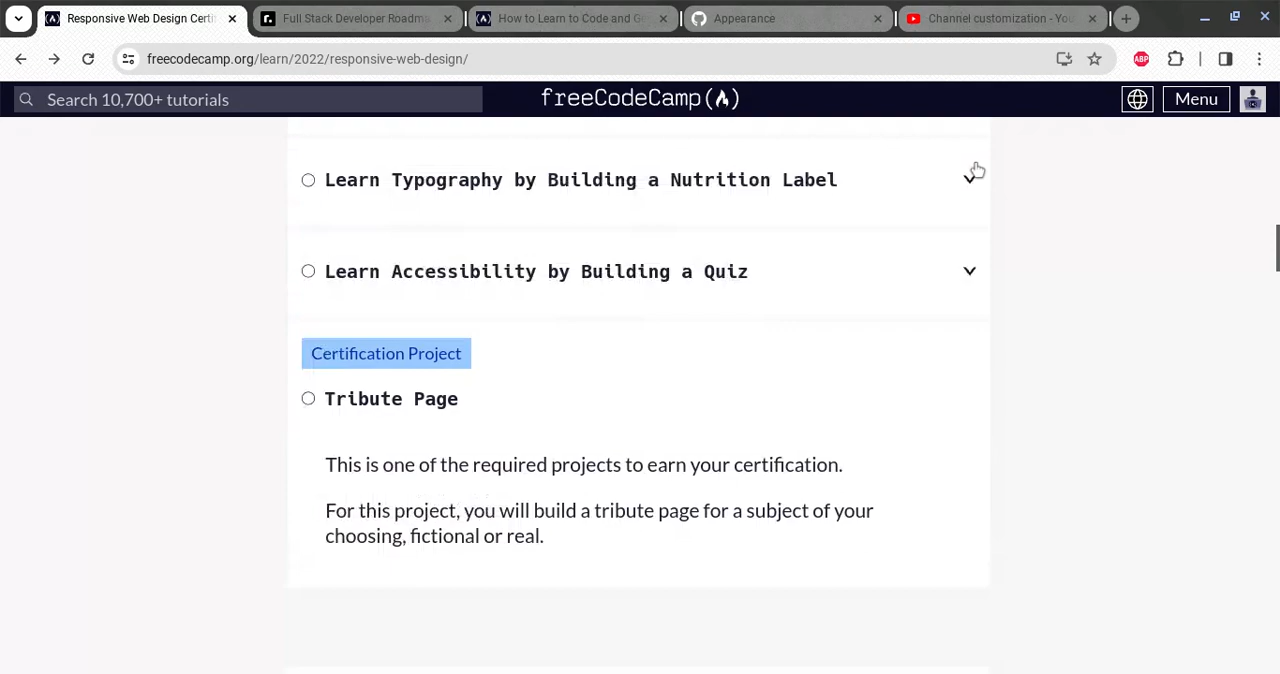 Responsive Web Design Certi
Full Stack Developer Roadma
How to Learn to Code and Ge
Appearance
Channel customization - You
freecodecamp.org/learn/2022/responsive-web-design/
ABP
Search 10,700+ tutorials
freeCodeCamp
Menu
Learn Typography by Building a Nutrition Label
Learn Accessibility by Building a Quiz
Certification Project
Tribute Page
This is one of the required projects to earn your certification.
For this project, you will build a tribute page for a subject of your
choosing, fictional or real.